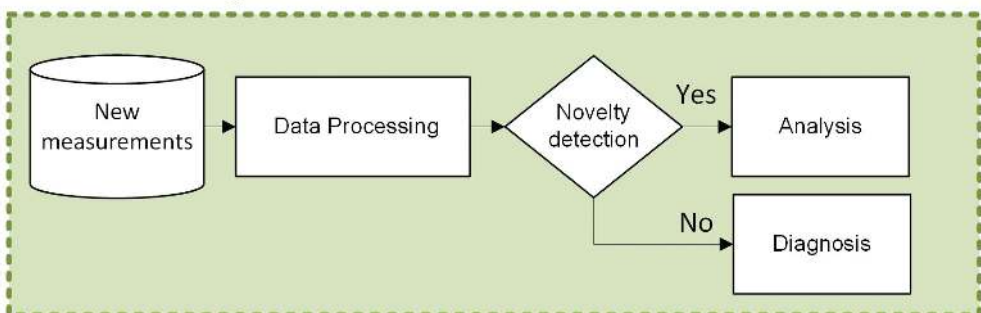 New
measurements
Data Processing
Novelty
detection
Yes
Analysis
No
Diagnosis